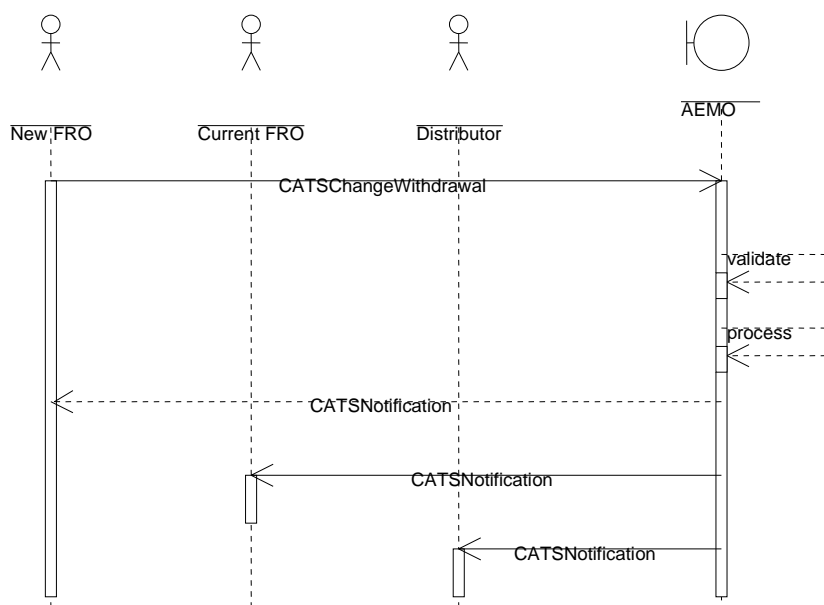 AEMO
New FRO
Current FRO
Distributor
CATSChangeWithdrawal
validate
process
CATSNotification
CATSNotification
CATSNotification